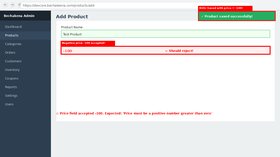 Bechalena Admin
Dashboard
Products
Categories
Orders
Customers
Inventory
Coupons
Reports
Settings
Users
Add Product
Product Name
Test Product
Negative price -100 accepted
-100
Should reject
Product saved successfully!
Price field accepted -100. Expected: 'Price must be a positive number greater than zero'